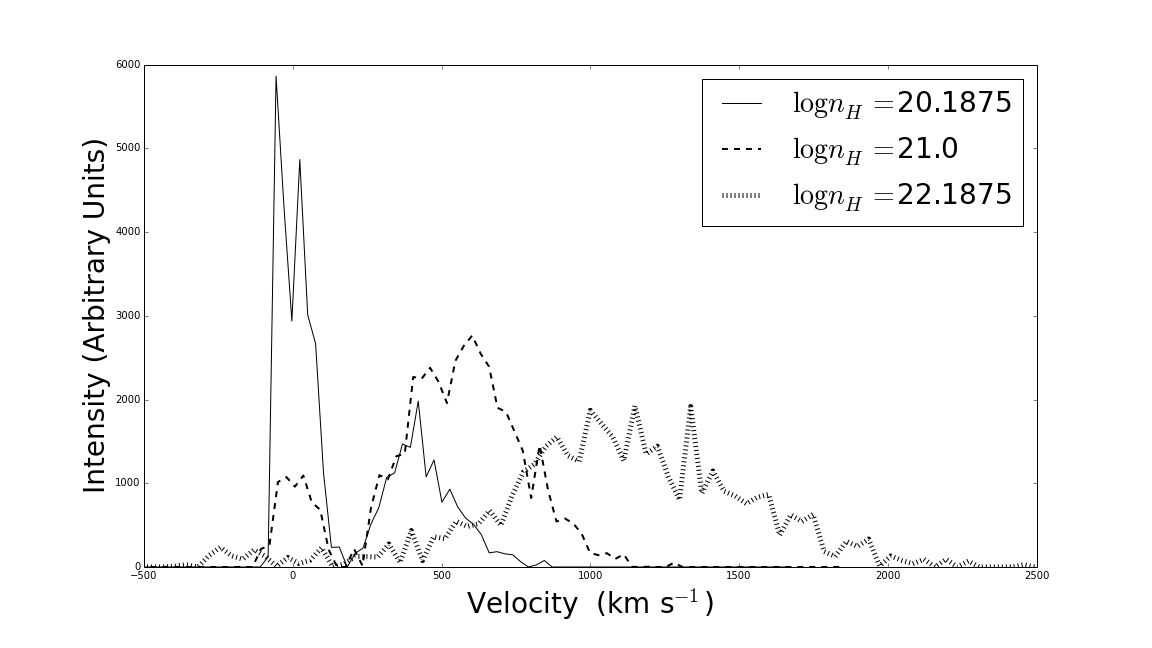 6000
5000
4000
3000
2000
1000
0
Intensity (Arbitrary Units)
log n_H = 20.1875
log n_H = 21.0
log n_H = 22.1875
−500 0 500 1000 1500 2000 2500
Velocity (km s⁻¹)